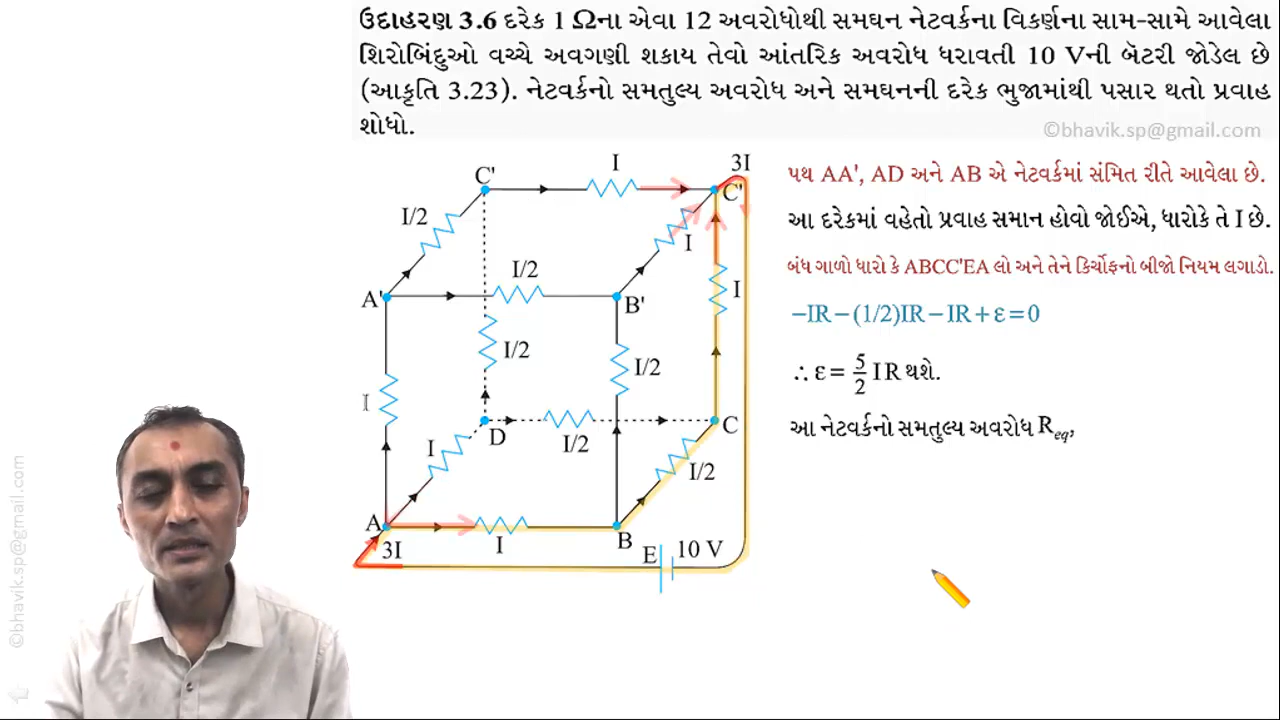 ઉદાહરણ 3.6 દરેક 1 Ωના એવા 12 અવરોધોથી સમઘન નેટવર્કના વિકર્ણના સામ-સામે આવેલા
શિરોબિંદુઓ વચ્ચે અવગણી શકાય તેવો આંતરિક અવરોધ ધરાવતી 10 Vની બૅટરી જોડેલ છે
(આકૃતિ 3.23). નેટવર્કનો સમતુલ્ય અવરોધ અને સમઘનની દરેક ભુજામાંથી પસાર થતો પ્રવાહ
શોધો.
©bhavik.sp@gmail.com
પથ AA', AD અને AB એ નેટવર્કમાં સંમિત રીતે આવેલા છે.
આ દરેકમાં વહેતો પ્રવાહ સમાન હોવો જોઈએ, ધારોકે તે I છે.
બંધ ગાળો ધારો કે ABCC'EA લો અને તેને કિર્ચોફનો બીજો નિયમ લગાડો.
−IR − (1/2)IR − IR + ε = 0
∴ ε = 5/2 I R થશે.
આ નેટવર્કનો સમતુલ્ય અવરોધ Req,
C'
I
3I
C'
I/2
I
I/2
A'
B'
I
I/2
I/2
I
D
C
I
I/2
I/2
A
3I
I
B
E
10 V
©bhavik.sp@gmail.com
©bhavik.sp@gmail.com